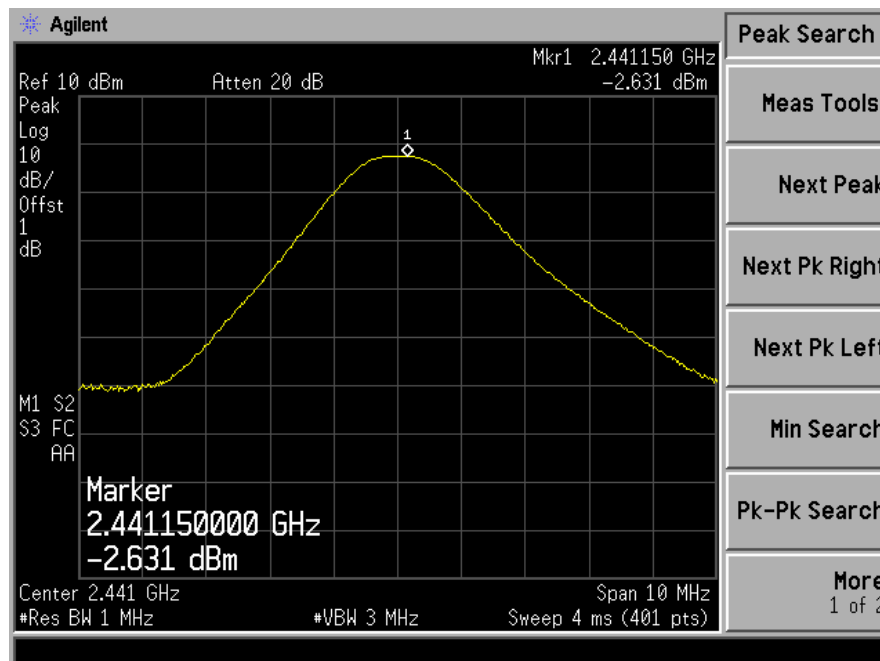 Agilent
Peak Search
Mkr1 2.441150 GHz
Ref 10 dBm Atten 20 dB -2.631 dBm
Peak
Log
10
dB/
Offst
1
dB
1
Meas Tools
Next Peak
Next Pk Right
Next Pk Left
M1 S2
S3 FC
AA
Min Search
Marker
2.441150000 GHz
-2.631 dBm
Pk-Pk Search
Center 2.441 GHz Span 10 MHz
#Res BW 1 MHz #VBW 3 MHz Sweep 4 ms (401 pts)
More
1 of 2